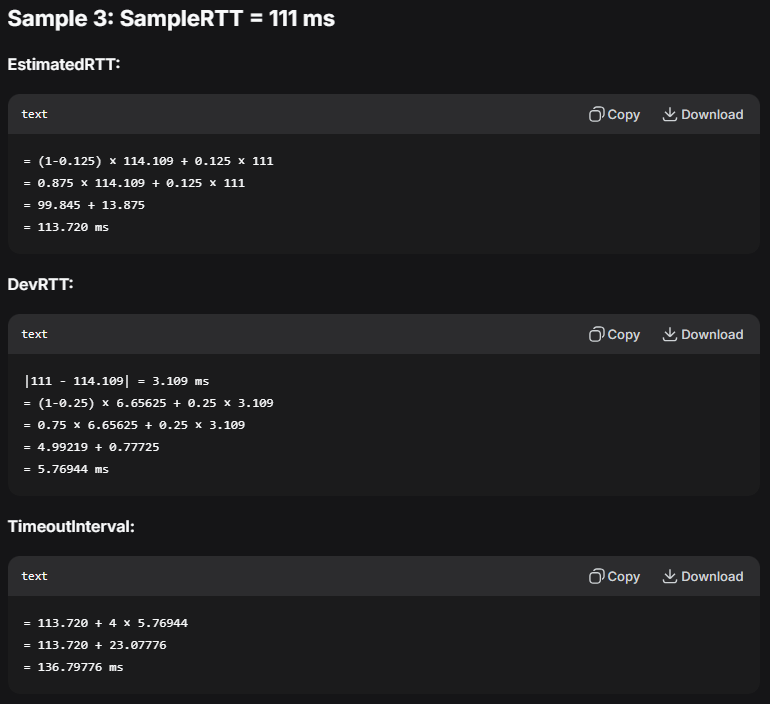 Sample 3: SampleRTT = 111 ms
EstimatedRTT:
text Copy Download
= (1-0.125) × 114.109 + 0.125 × 111
= 0.875 × 114.109 + 0.125 × 111
= 99.845 + 13.875
= 113.720 ms
DevRTT:
text Copy Download
|111 - 114.109| = 3.109 ms
= (1-0.25) × 6.65625 + 0.25 × 3.109
= 0.75 × 6.65625 + 0.25 × 3.109
= 4.99219 + 0.77725
= 5.76944 ms
TimeoutInterval:
text Copy Download
= 113.720 + 4 × 5.76944
= 113.720 + 23.07776
= 136.79776 ms